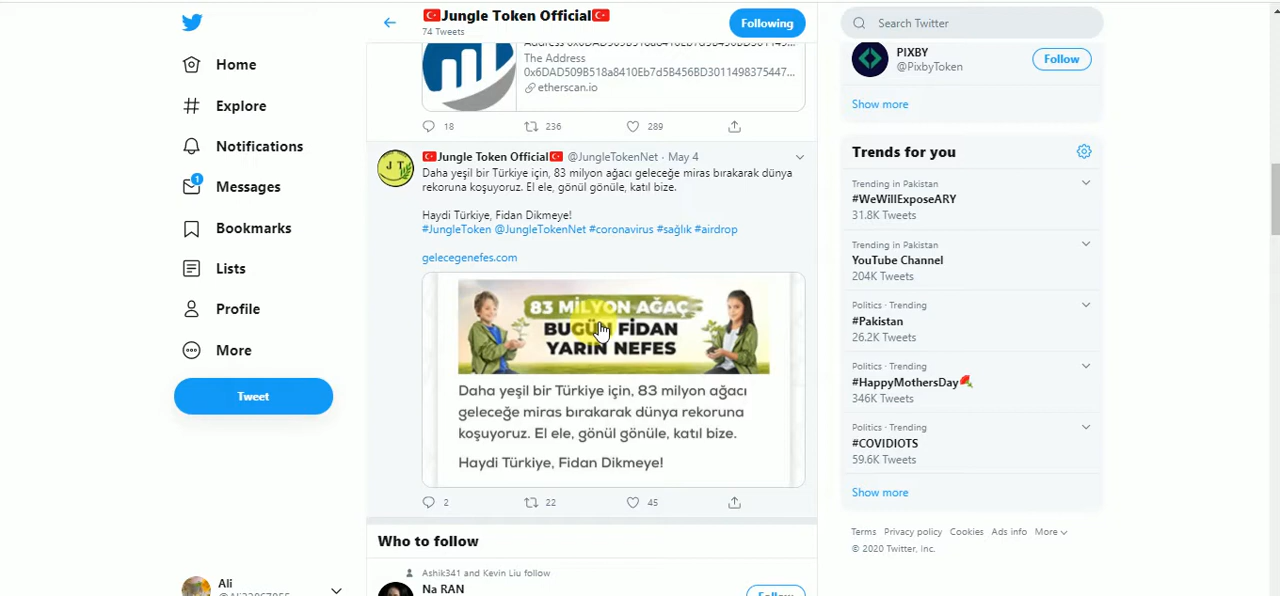 Home
Explore
Notifications
1
Messages
Bookmarks
Lists
Profile
More
Tweet
Ali
🇹🇷Jungle Token Official🇹🇷
74 Tweets
Following
The Address
0x6DAD509B518a8410Eb7d5B456BD3011498375447...
etherscan.io
18
236
289
JT
🇹🇷Jungle Token Official🇹🇷 @JungleTokenNet · May 4
Daha yeşil bir Türkiye için, 83 milyon ağacı geleceğe miras bırakarak dünya
rekoruna koşuyoruz. El ele, gönül gönüle, katıl bize.
Haydi Türkiye, Fidan Dikmeye!
#JungleToken @JungleTokenNet #coronavirus #sağlık #airdrop
gelecegenefes.com
83 MİLYON AĞAÇ
BUGÜN FİDAN
YARIN NEFES
Daha yeşil bir Türkiye için, 83 milyon ağacı
geleceğe miras bırakarak dünya rekoruna
koşuyoruz. El ele, gönül gönüle, katıl bize.
Haydi Türkiye, Fidan Dikmeye!
2
22
45
Who to follow
Ashik341 and Kevin Liu follow
Na RAN
Follow
Search Twitter
PIXBY
@PixbyToken
Follow
Show more
Trends for you
Trending in Pakistan
#WeWillExposeARY
31.8K Tweets
Trending in Pakistan
YouTube Channel
204K Tweets
Politics · Trending
#Pakistan
26.2K Tweets
Politics · Trending
#HappyMothersDay
346K Tweets
Politics · Trending
#COVIDIOTS
59.6K Tweets
Show more
Terms Privacy policy Cookies Ads info More
© 2020 Twitter, Inc.